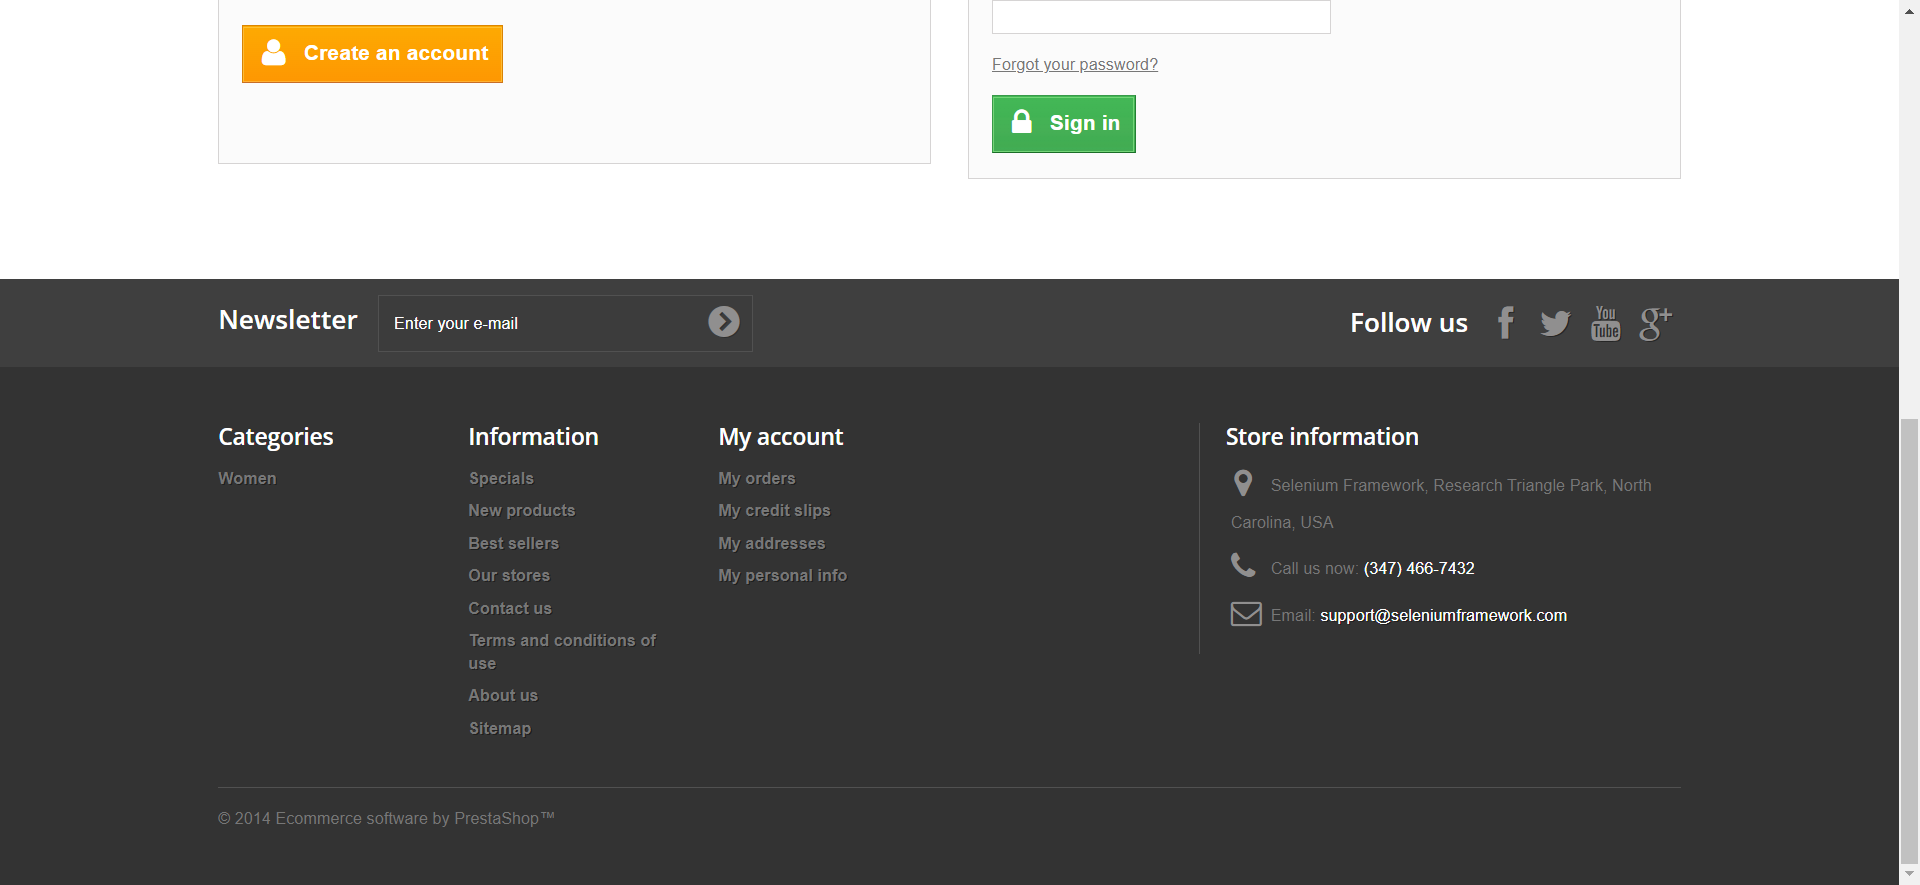 Create an account
Forgot your password?
Sign in
Newsletter
Enter your e-mail
Follow us
You
Tube
g+
Categories
Women
Information
Specials
New products
Best sellers
Our stores
Contact us
Terms and conditions of
use
About us
Sitemap
My account
My orders
My credit slips
My addresses
My personal info
Store information
Selenium Framework, Research Triangle Park, North
Carolina, USA
Call us now: (347) 466-7432
Email: support@seleniumframework.com
© 2014 Ecommerce software by PrestaShop™